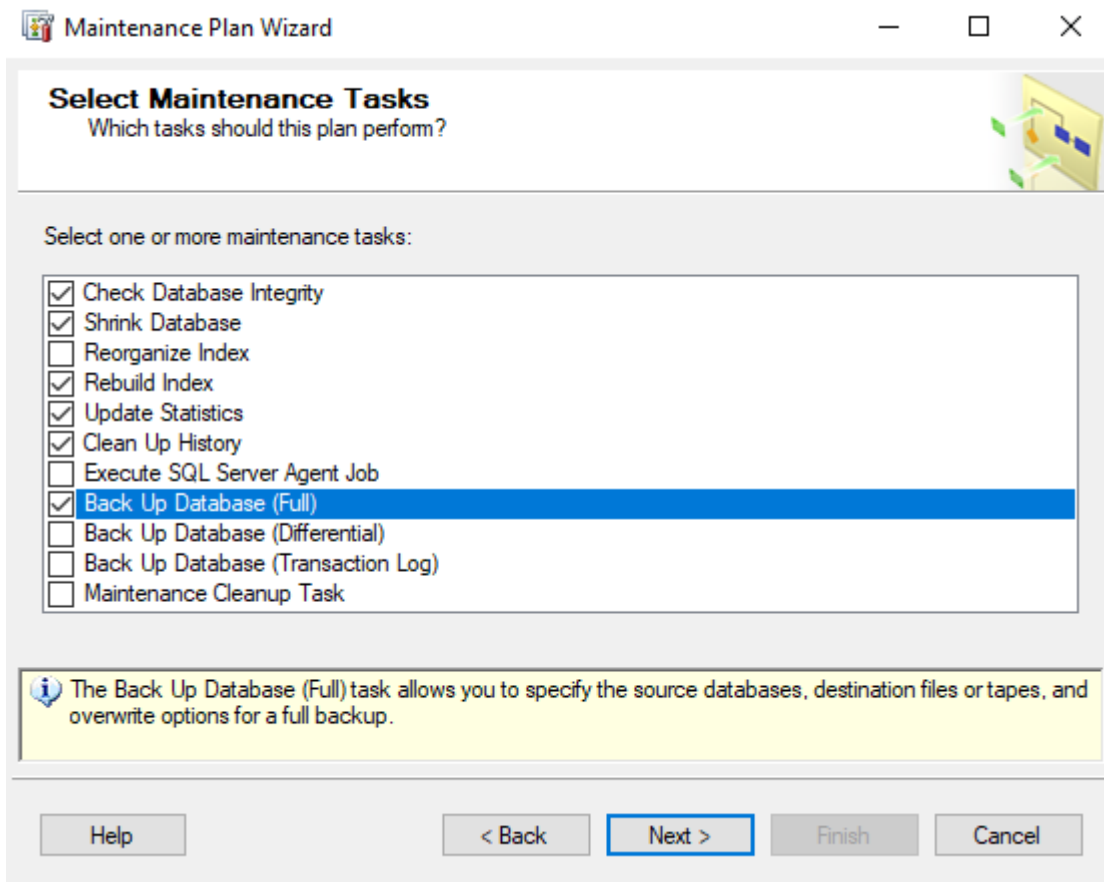 Maintenance Plan Wizard
Select Maintenance Tasks
Which tasks should this plan perform?
Select one or more maintenance tasks:
Check Database Integrity
Shrink Database
Reorganize Index
Rebuild Index
Update Statistics
Clean Up History
Execute SQL Server Agent Job
Back Up Database (Full)
Back Up Database (Differential)
Back Up Database (Transaction Log)
Maintenance Cleanup Task
The Back Up Database (Full) task allows you to specify the source databases, destination files or tapes, and
overwrite options for a full backup.
Help
< Back
Next >
Finish
Cancel